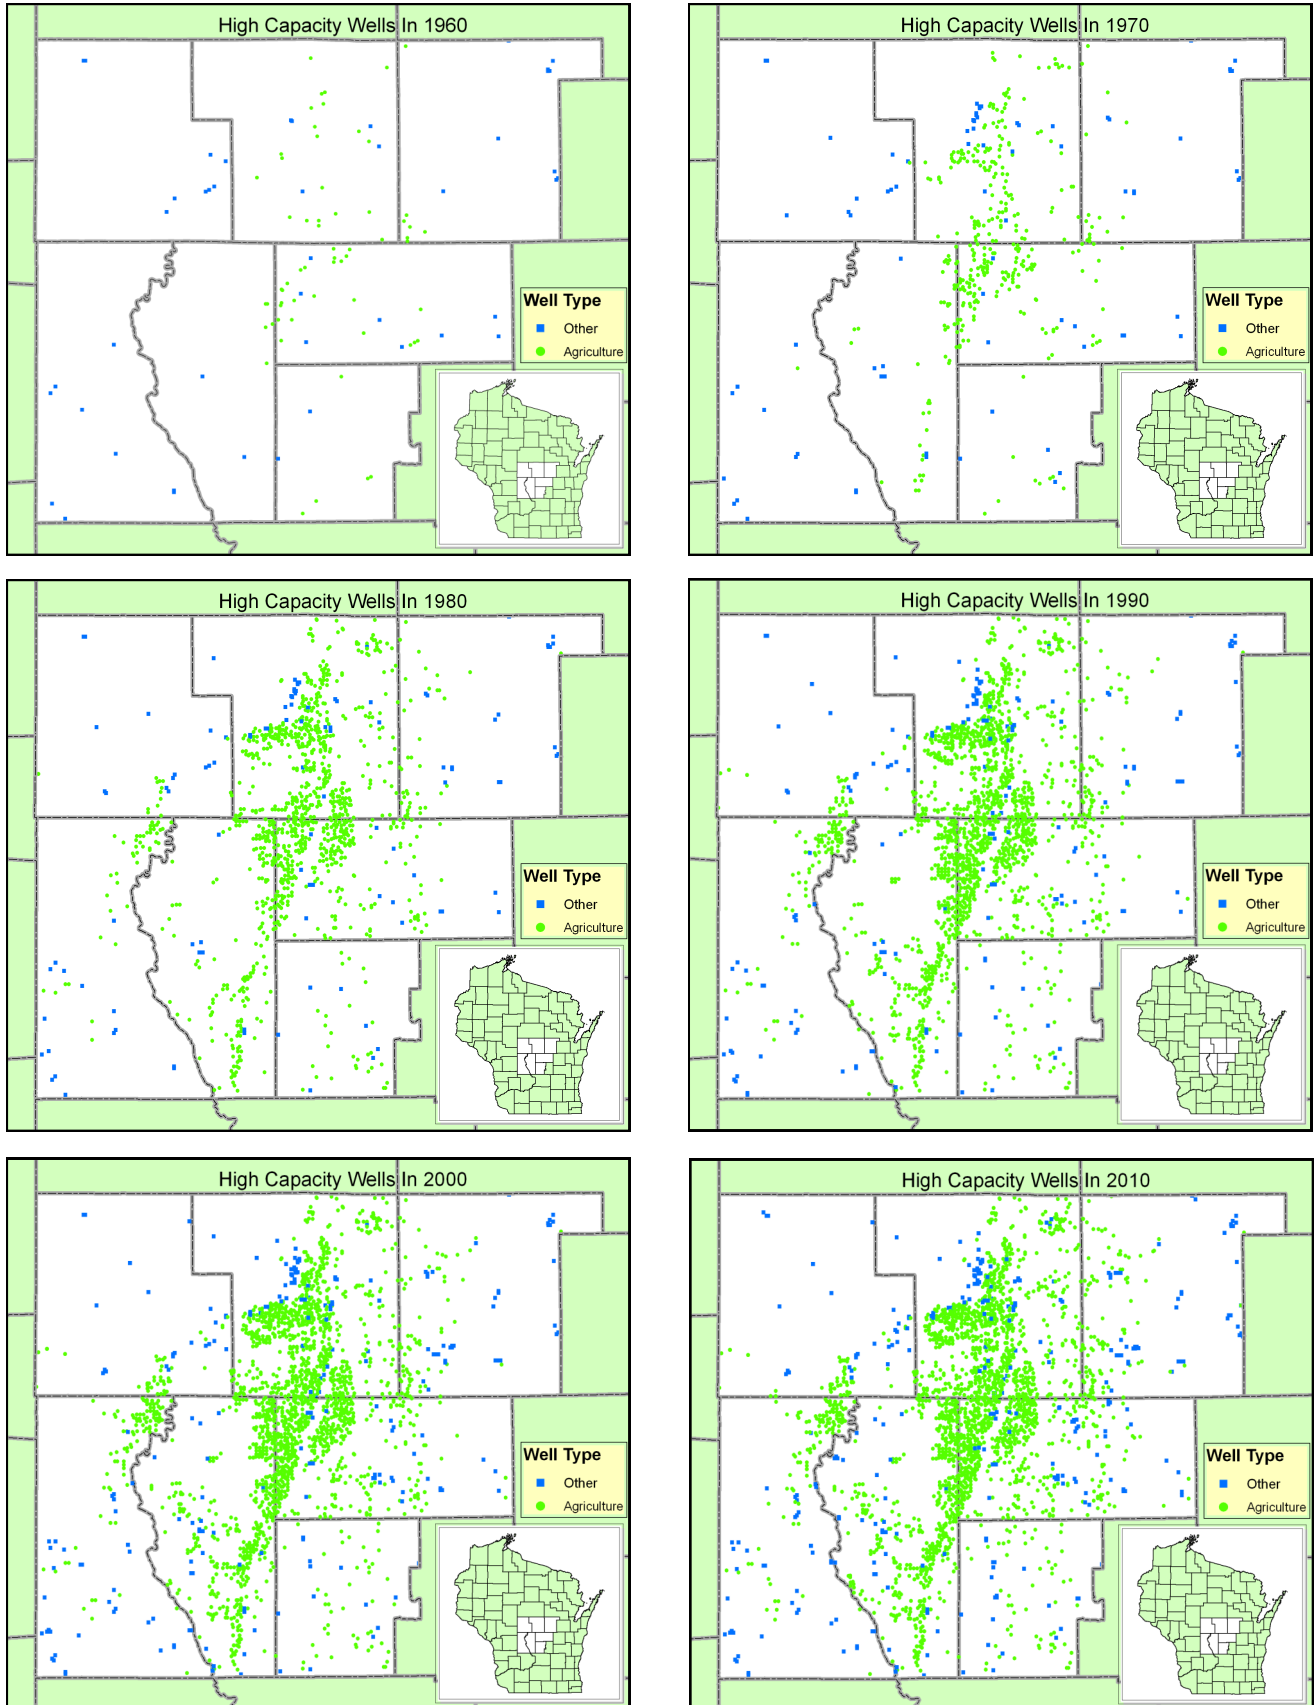 High Capacity Wells In 1960
Well Type
Other
Agriculture
High Capacity Wells In 1970
Well Type
Other
Agriculture
High Capacity Wells In 1980
Well Type
Other
Agriculture
High Capacity Wells In 1990
Well Type
Other
Agriculture
High Capacity Wells In 2000
Well Type
Other
Agriculture
High Capacity Wells In 2010
Well Type
Other
Agriculture